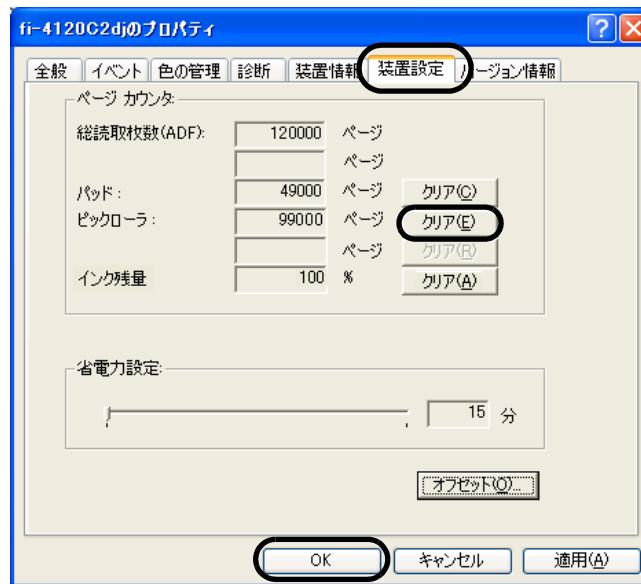 fi-4120C2djのプロパティ
全般 イベント 色の管理 診断 装置情報 装置設定 バージョン情報
ページ カウンタ:
総読取枚数(ADF): 120000 ページ
ページ
パッド: 49000 ページ クリア(C)
ピックローラ: 99000 ページ クリア(E)
ページ クリア(R)
インク残量 100 % クリア(A)
省電力設定:
15 分
オフセット(O)...
OK キャンセル 適用(A)